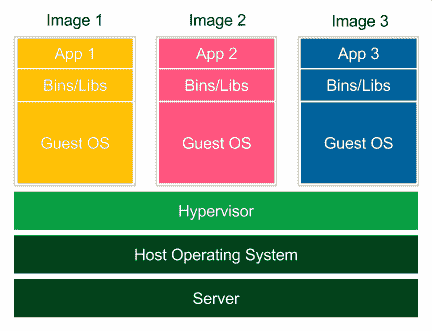 Image 1 Image 2 Image 3
App 1 App 2 App 3
Bins/Libs Bins/Libs Bins/Libs
Guest OS Guest OS Guest OS
Hypervisor
Host Operating System
Server